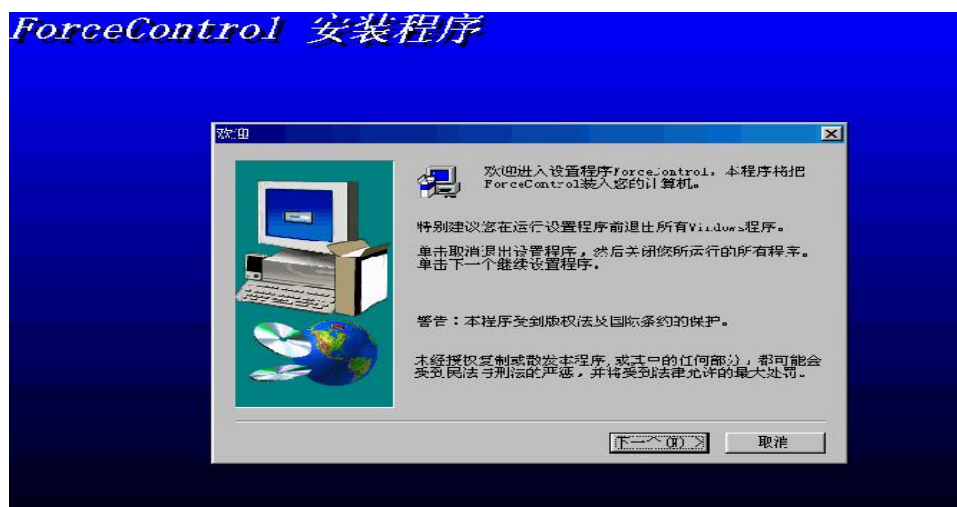 ForceControl 安装程序
欢迎
欢迎进入设置程序ForceControl。本程序将把
ForceControl装入您的计算机。
特别建议您在运行设置程序前退出所有Windows程序。
单击取消退出设置程序，然后关闭您所运行的所有程序。
单击下一个继续设置程序。
警告：本程序受到版权法及国际条约的保护。
未经授权复制或散发本程序,或其中的任何部分，都可能会
受到民法与刑法的严惩，并将受到法律允许的最大处罚。
下一个(N) >
取消